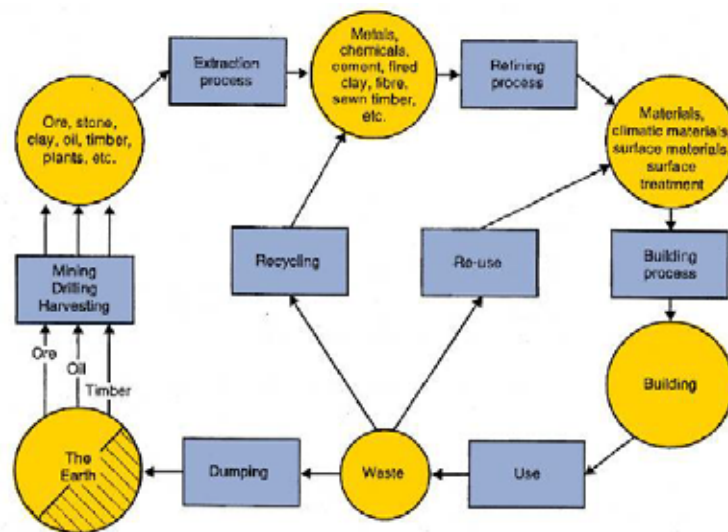 Metals,
chemicals,
cement, fired
clay, fibre,
sewn timber,
etc.
Extraction
process
Refining
process
Ore, stone,
clay, oil, timber,
plants, etc.
Materials,
climatic materials
surface materials
surface
treatment
Mining
Drilling
Harvesting
Recycling
Re-use
Building
process
Ore
Oil
Timber
Building
The
Earth
Dumping
Waste
Use